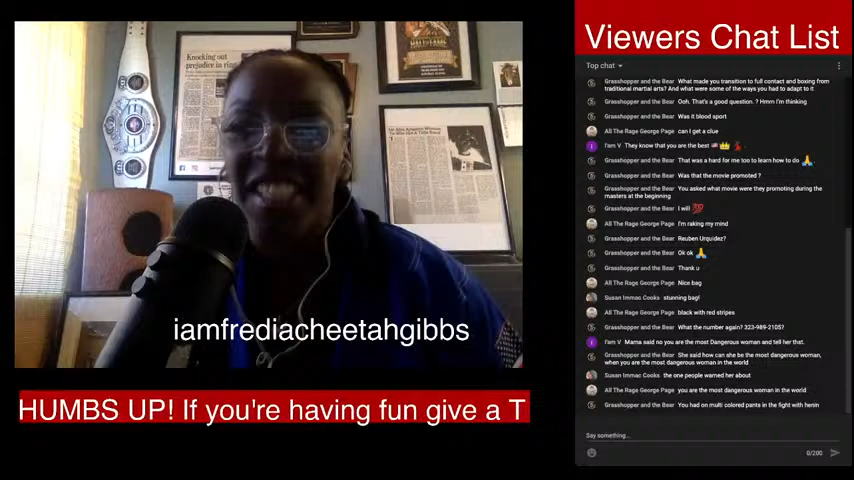 Knocking out
prejudice in ring
HALL of FAME
iamfrediacheetahgibbs
HUMBS UP! If you're having fun give a T
Viewers Chat List
Top chat
Grasshopper and the Bear What made you transition to full contact and boxing from
traditional martial arts? And what were some of the ways you had to adapt to it
Grasshopper and the Bear Ooh. That's a good question. ? Hmm I'm thinking
Grasshopper and the Bear Was it blood sport
All The Rage George Page can I get a clue
I'am V They know that you are the best 🇺🇸👑💃.
Grasshopper and the Bear That was a hard for me too to learn how to do 🙏.
Grasshopper and the Bear Was that the movie promoted ?
Grasshopper and the Bear You asked what movie were they promoting during the
masters at the beginning
Grasshopper and the Bear I will 💯
All The Rage George Page I'm raking my mind
Grasshopper and the Bear Reuben Urquidez?
Grasshopper and the Bear Ok ok 🙏
Grasshopper and the Bear Thank u
All The Rage George Page Nice bag
Susan Immac Cooks stunning bag!
All The Rage George Page black with red stripes
Grasshopper and the Bear What the number again? 323-989-2105?
I'am V Mama said no you are the most Dangerous woman and tell her that.
Grasshopper and the Bear She said how can she be the most dangerous woman,
when you are the most dangerous woman in the world
Susan Immac Cooks the one people warned her about
All The Rage George Page you are the most dangerous woman in the world
Grasshopper and the Bear You had on multi colored pants in the fight with henin
Say something...
0/200